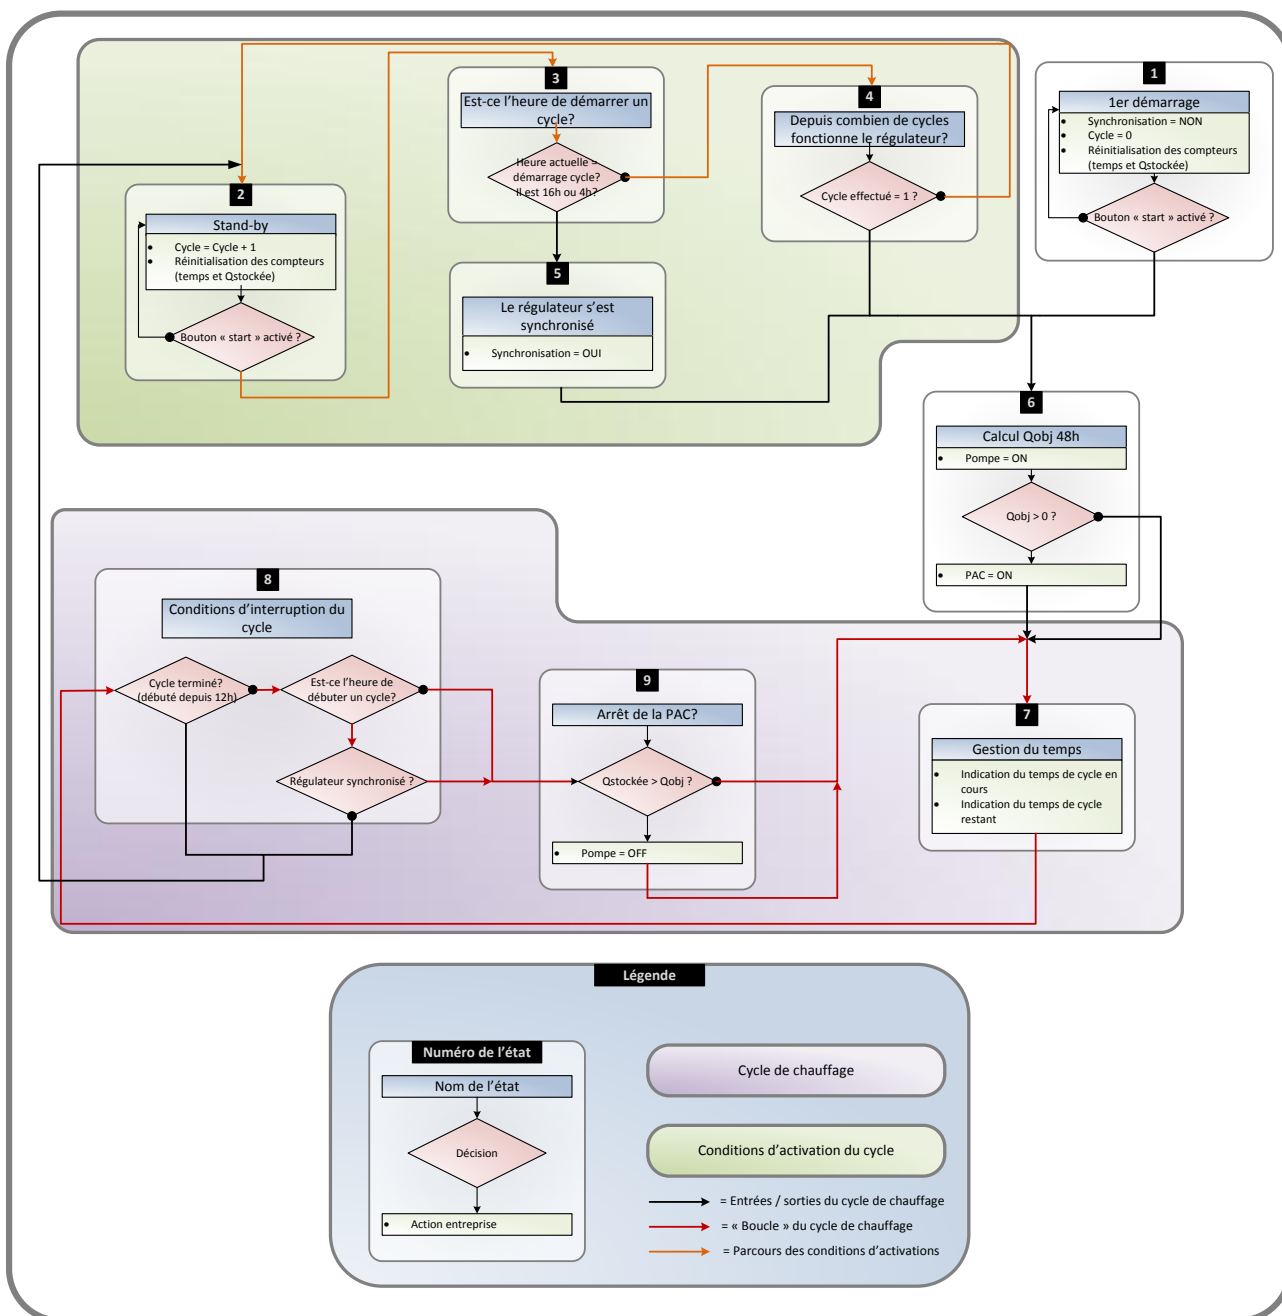 1
1er démarrage
• Synchronisation = NON
• Cycle = 0
• Réinitialisation des compteurs
(temps et Qstockée)
Bouton « start » activé ?
2
Stand-by
• Cycle = Cycle + 1
• Réinitialisation des compteurs
(temps et Qstockée)
Bouton « start » activé ?
3
Est-ce l’heure de démarrer un
cycle?
Heure actuelle =
démarrage cycle?
Il est 16h ou 4h?
4
Depuis combien de cycles
fonctionne le régulateur?
Cycle effectué = 1 ?
5
Le régulateur s’est
synchronisé
• Synchronisation = OUI
6
Calcul Qobj 48h
• Pompe = ON
Qobj > 0 ?
• PAC = ON
8
Conditions d’interruption du
cycle
Cycle terminé?
(débuté depuis 12h)
Est-ce l’heure de
débuter un cycle?
Régulateur synchronisé ?
9
Arrêt de la PAC?
Qstockée > Qobj ?
• Pompe = OFF
7
Gestion du temps
• Indication du temps de cycle en
cours
• Indication du temps de cycle
restant
Légende
Numéro de l’état
Nom de l’état
Décision
• Action entreprise
Cycle de chauffage
Conditions d’activation du cycle
= Entrées / sorties du cycle de chauffage
= « Boucle » du cycle de chauffage
= Parcours des conditions d’activations